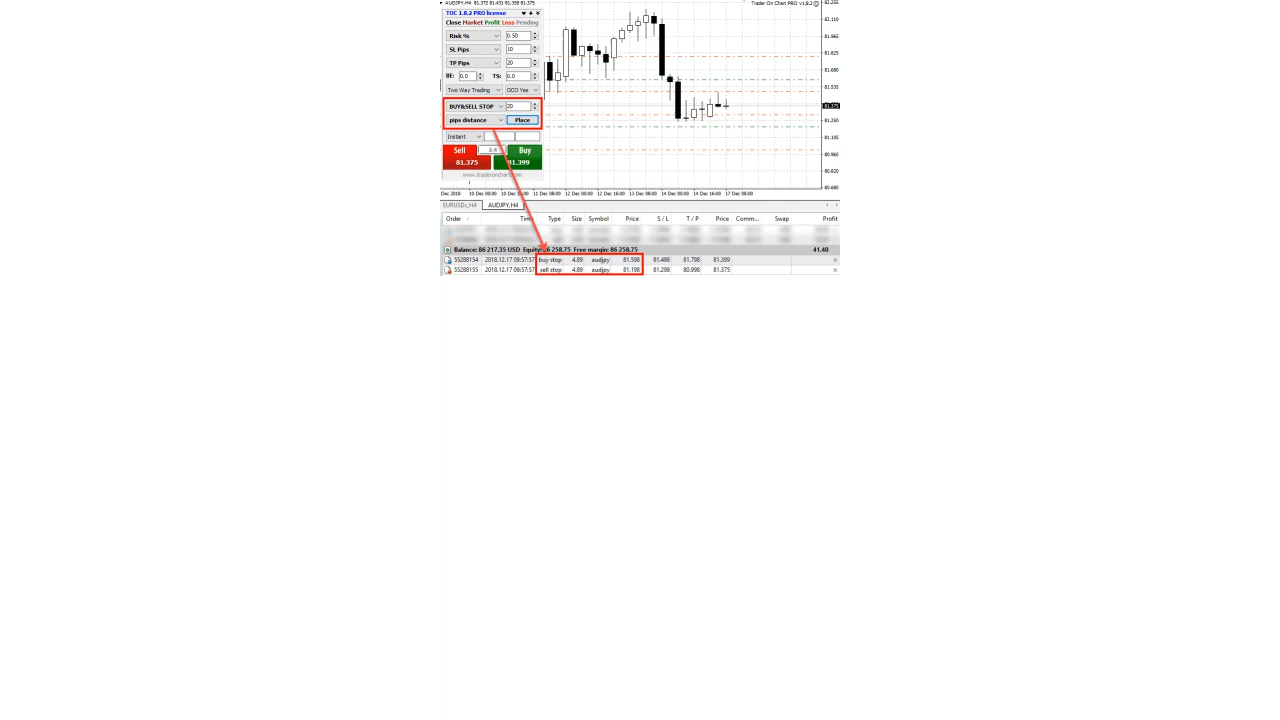 AUDJPY,H4 81.372 81.431 81.359 81.375
Trader On Chart PRO v1.8.2
TOC 1.8.2 PRO license
Close Market Profit Loss Pending
Risk % 0.50
SL Pips 10
TP Pips 20
BE: 0.0 TS: 0.0
Two Way Trading OCO Yes
BUY&SELL STOP 20
pips distance Place
Instant
Sell 2.4 Buy
81.375 81.399
www.traderonchart.com
82.255
82.110
81.965
81.825
81.680
81.535
81.375
81.250
81.105
80.960
80.820
80.680
Dec 2018 10 Dec 00:00 10 Dec 11 Dec 08:00 12 Dec 00:00 12 Dec 16:00 13 Dec 08:00 14 Dec 00:00 14 Dec 16:00 17 Dec 08:00
EURUSDz,H4 AUDJPY,H4
Order / Time Type Size Symbol Price S / L T / P Price Comm... Swap Profit
Balance: 86 217.35 USD Equity: 86 258.75 Free margin: 86 258.75 41.40
55288154 2018.12.17 09:57:57 buy stop 4.89 audjpy 81.598 81.498 81.798 81.399
55288155 2018.12.17 09:57:57 sell stop 4.89 audjpy 81.198 81.298 80.998 81.375